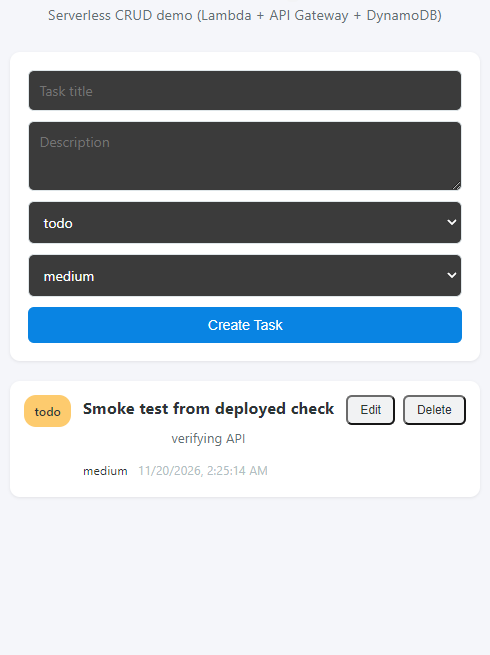 Serverless CRUD demo (Lambda + API Gateway + DynamoDB)
Task title
Description
todo
medium
Create Task
todo Smoke test from deployed check Edit Delete
verifying API
medium 11/20/2026, 2:25:14 AM